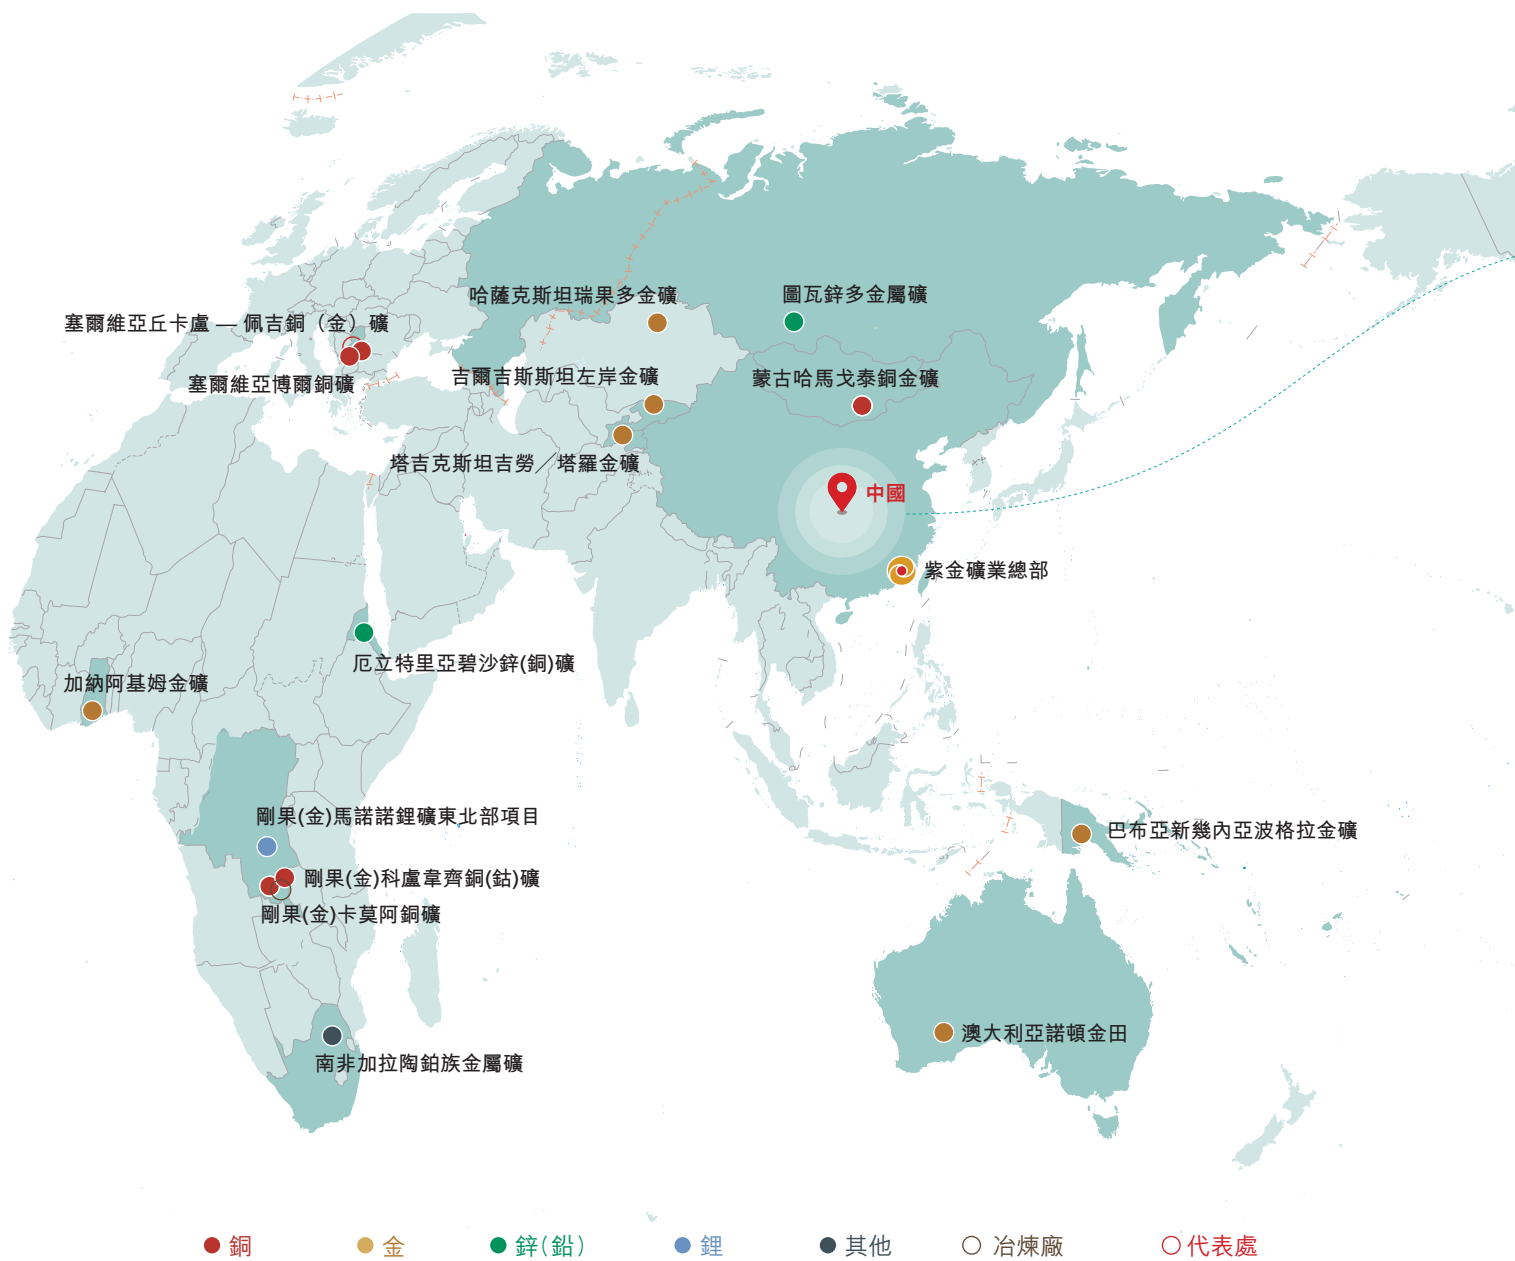 哈薩克斯坦瑞果多金礦
圖瓦鋅多金屬礦
塞爾維亞丘卡盧 — 佩吉銅（金）礦
塞爾維亞博爾銅礦
吉爾吉斯斯坦左岸金礦
蒙古哈馬戈泰銅金礦
塔吉克斯坦吉勞／塔羅金礦
中國
紫金礦業總部
厄立特里亞碧沙鋅(銅)礦
加納阿基姆金礦
剛果(金)馬諾諾鋰礦東北部項目
巴布亞新幾內亞波格拉金礦
剛果(金)科盧韋齊銅(鈷)礦
剛果(金)卡莫阿銅礦
澳大利亞諾頓金田
南非加拉陶鉑族金屬礦
銅
金
鋅(鉛)
鋰
其他
冶煉廠
代表處